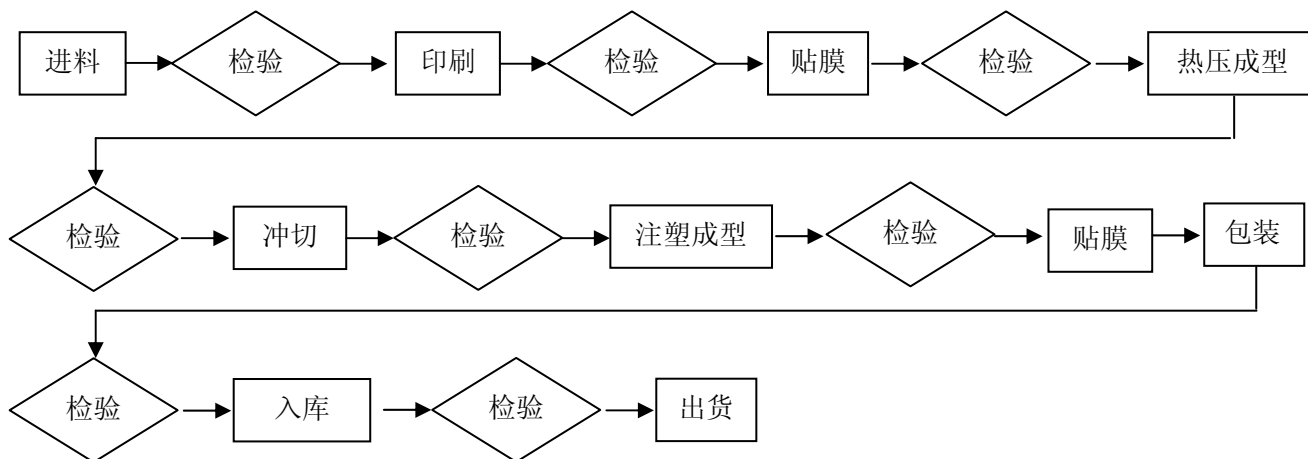 进料 检验 印刷 检验 贴膜 检验 热压成型
检验 冲切 检验 注塑成型 检验 贴膜 包装
检验 入库 检验 出货